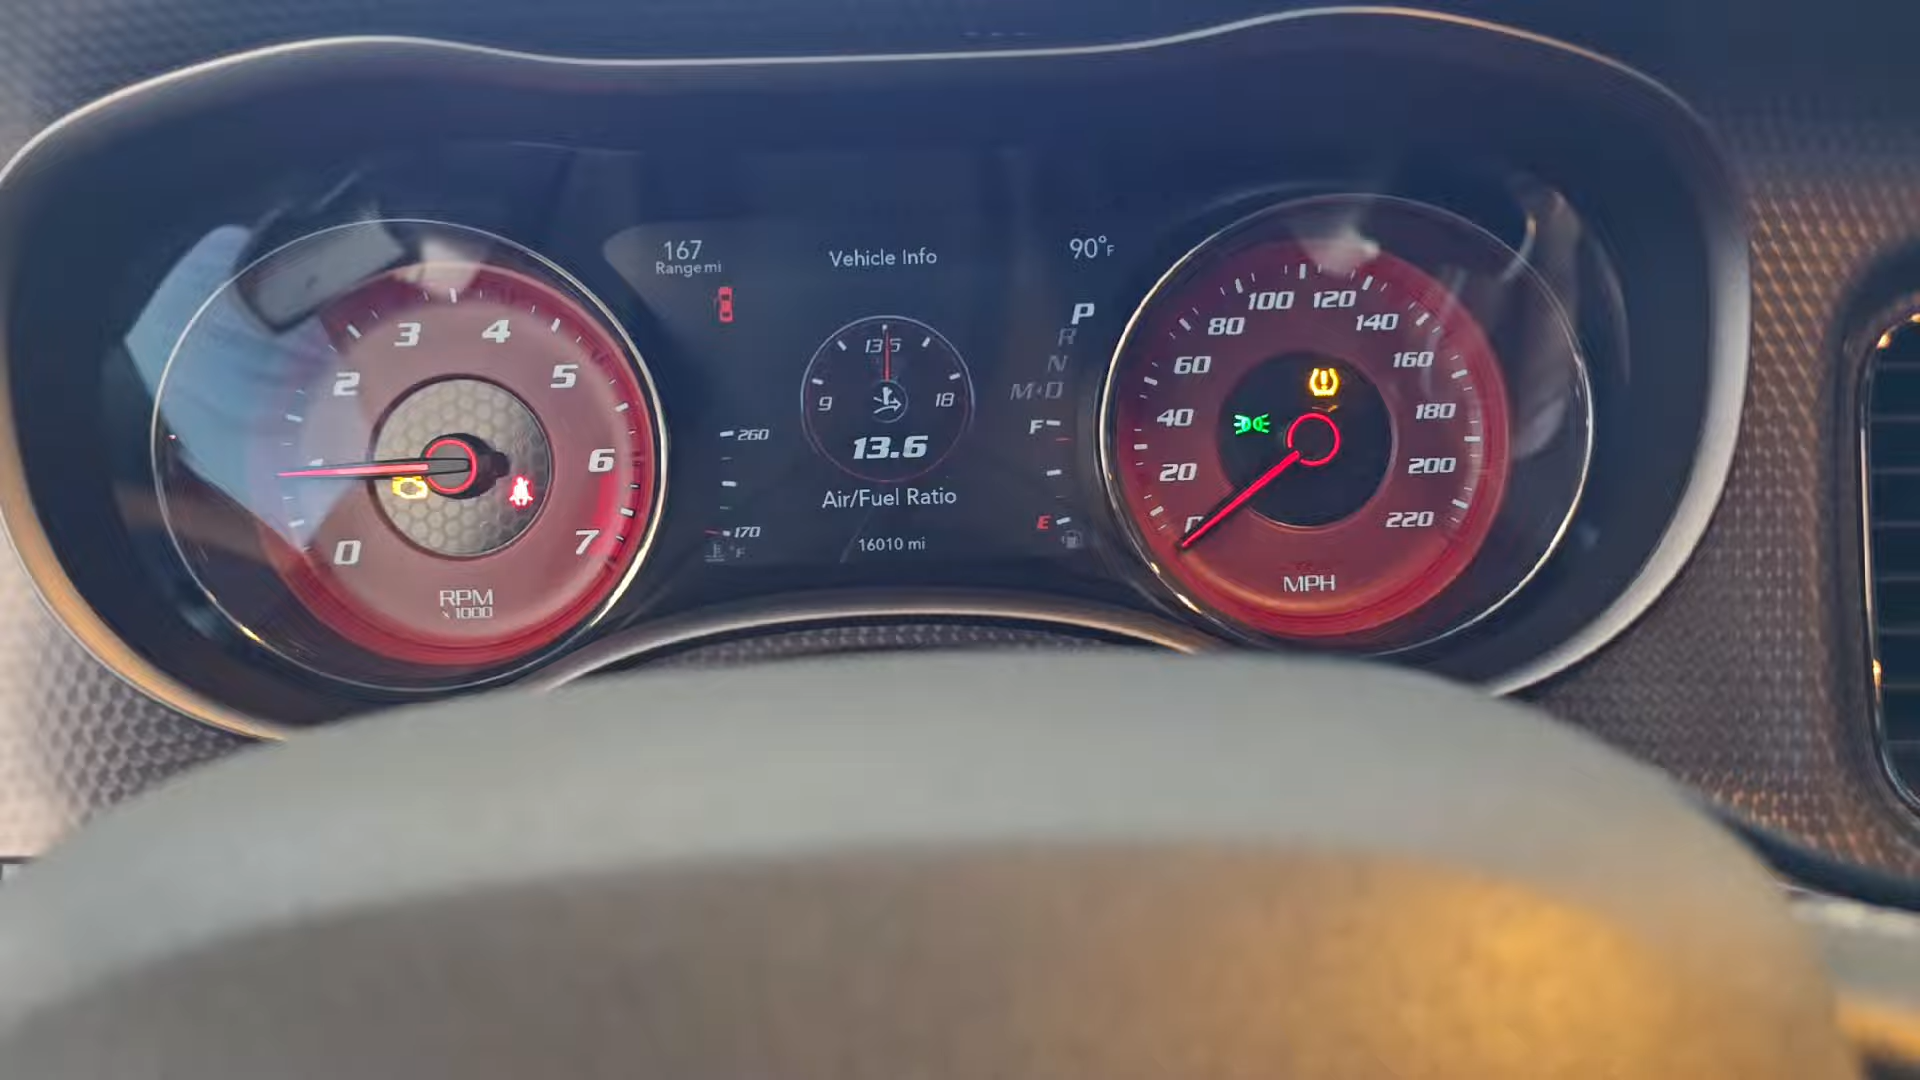 167
Range mi
Vehicle Info
90°F
P
R
N
M·D
13.5
9
18
13.6
Air/Fuel Ratio
16010 mi
260
170
°F
F
E
0
2
3
4
5
6
7
RPM
x 1000
0
20
40
60
80
100
120
140
160
180
200
220
MPH